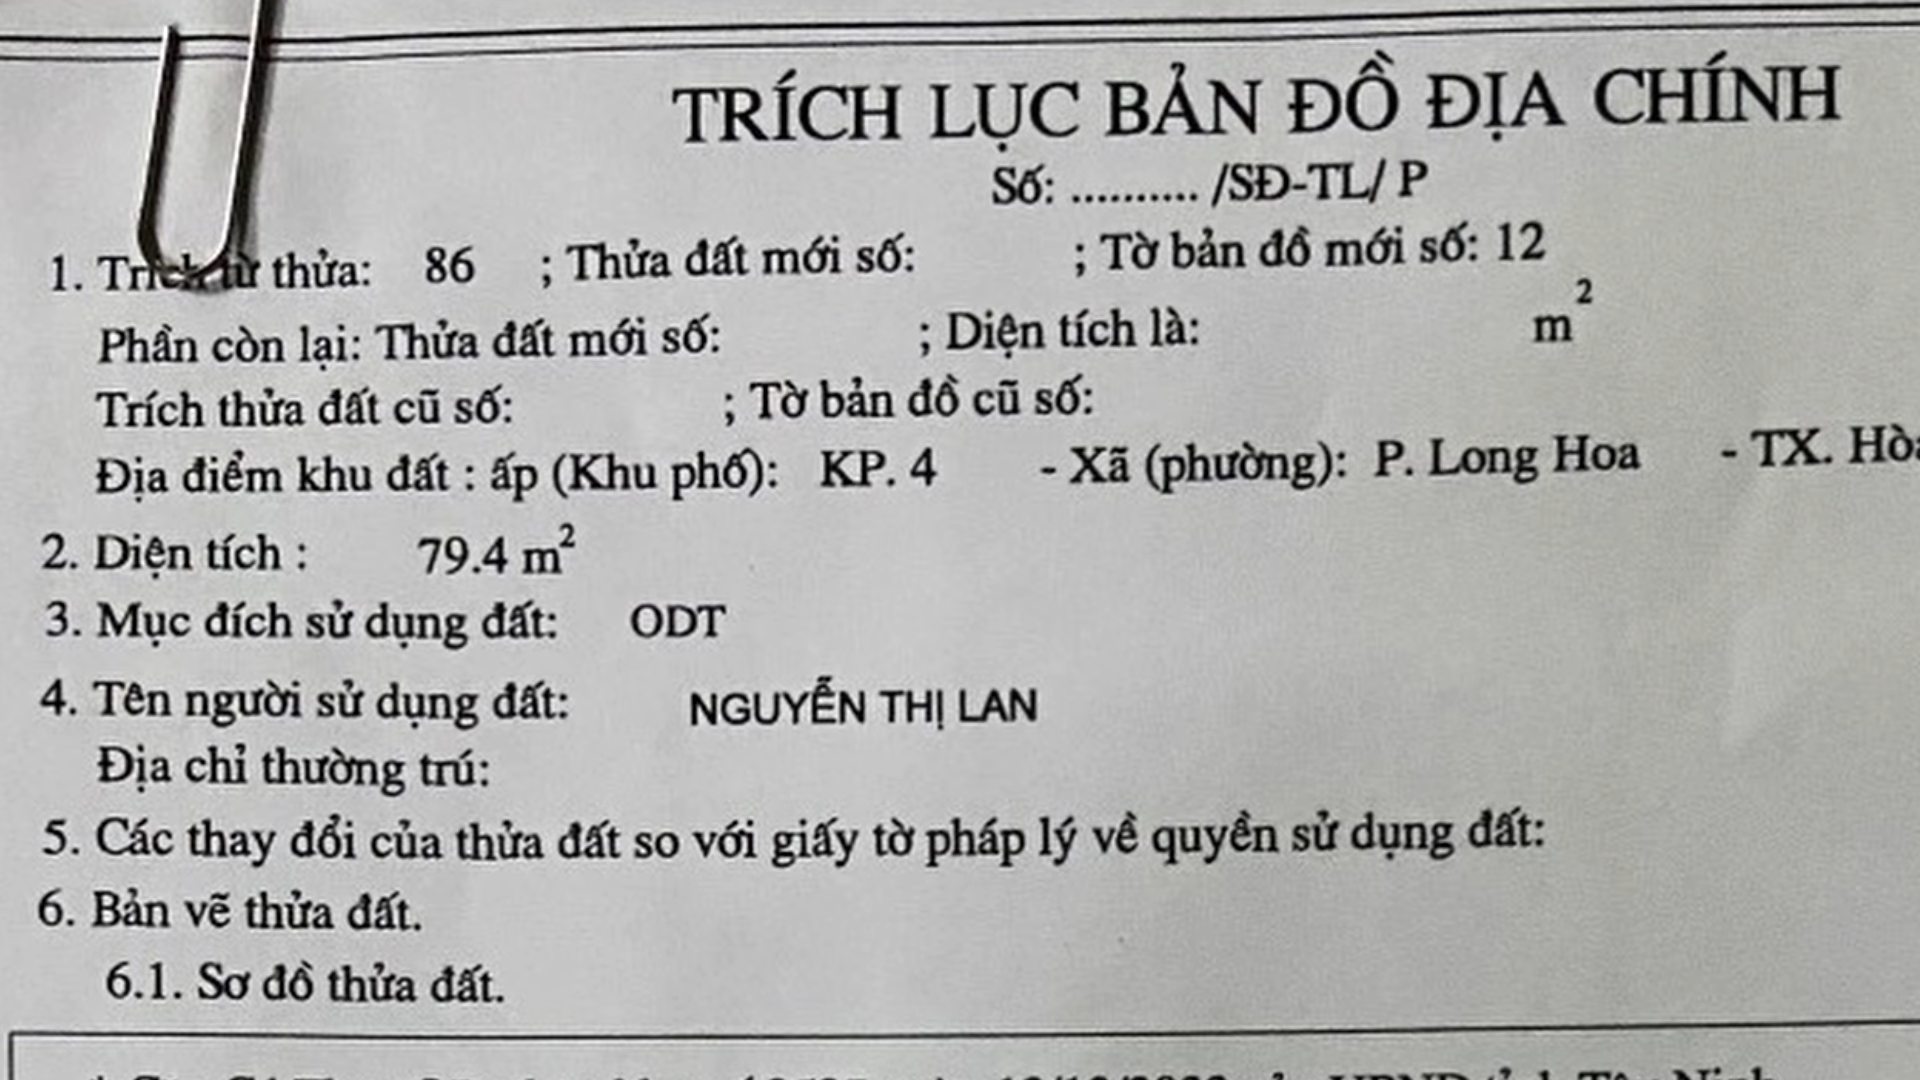 TRÍCH LỤC BẢN ĐỒ ĐỊA CHÍNH
Số: .......... /SĐ-TL/ P
1. Trích từ thửa: 86 ; Thửa đất mới số: ; Tờ bản đồ mới số: 12
Phần còn lại: Thửa đất mới số: ; Diện tích là: m²
Trích thửa đất cũ số: ; Tờ bản đồ cũ số:
Địa điểm khu đất : ấp (Khu phố): KP. 4 - Xã (phường): P. Long Hoa - TX. Hò
2. Diện tích : 79.4 m²
3. Mục đích sử dụng đất: ODT
4. Tên người sử dụng đất: NGUYỄN THỊ LAN
Địa chỉ thường trú:
5. Các thay đổi của thửa đất so với giấy tờ pháp lý về quyền sử dụng đất:
6. Bản vẽ thửa đất.
6.1. Sơ đồ thửa đất.